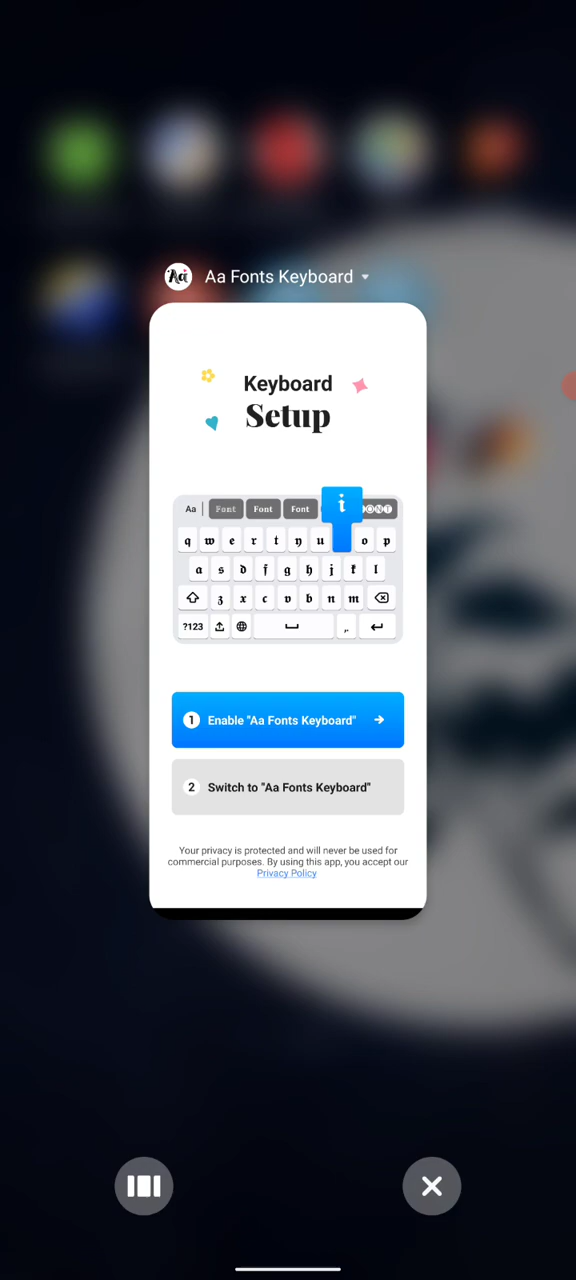 Aa Aa Fonts Keyboard
Keyboard
Setup
Aa Font Font Font i FONT
q w e r t y u o p
a s d f g h j k l
z x c v b n m
?123 ,.
1 Enable "Aa Fonts Keyboard"
2 Switch to "Aa Fonts Keyboard"
Your privacy is protected and will never be used for
commercial purposes. By using this app, you accept our
Privacy Policy